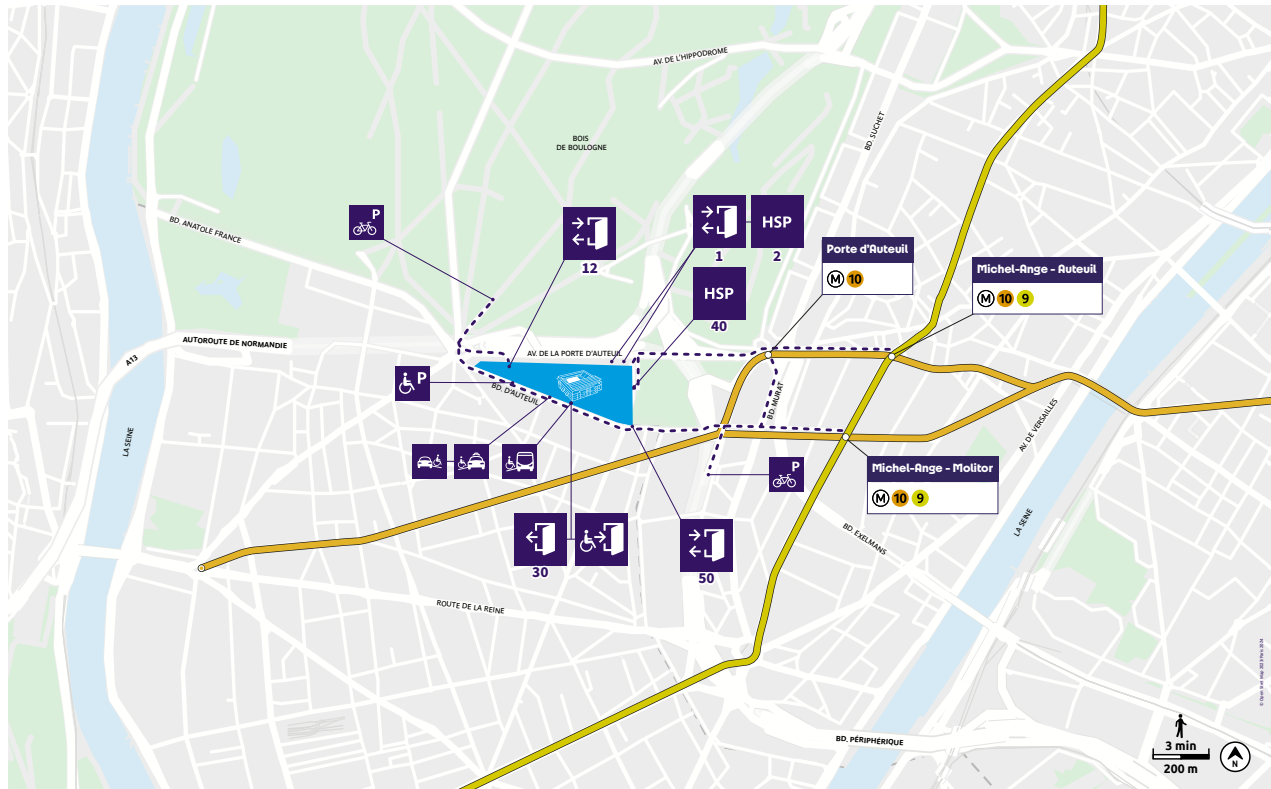 AV. DE L'HIPPODROME
BOIS
DE BOULOGNE
BD. SUCHET
P
BD. ANATOLE FRANCE
12
1
HSP
2
HSP
40
Porte d'Auteuil
M 10
Michel-Ange - Auteuil
M 10 9
A13
AUTOROUTE DE NORMANDIE
AV. DE LA PORTE D'AUTEUIL
P
BD. D'AUTEUIL
BD. MURAT
AV. DE VERSAILLES
LA SEINE
Michel-Ange - Molitor
M 10 9
P
LA SEINE
BD. EXELMANS
30
50
ROUTE DE LA REINE
BD. PÉRIPHÉRIQUE
3 min
200 m
N